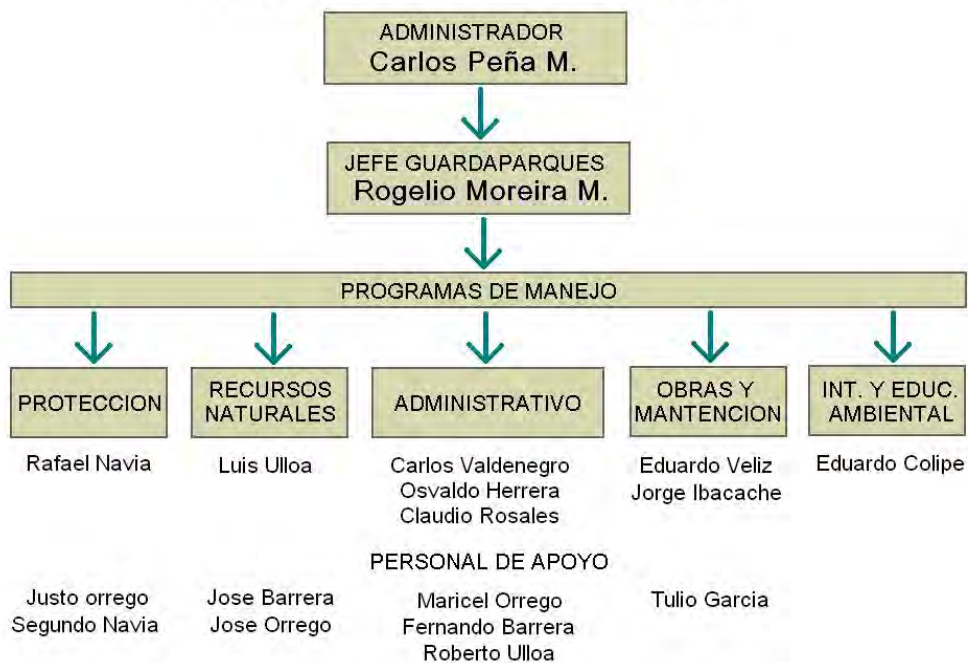 ADMINISTRADOR
Carlos Peña M.
JEFE GUARDAPARQUES
Rogelio Moreira M.
PROGRAMAS DE MANEJO
PROTECCION
RECURSOS
NATURALES
ADMINISTRATIVO
OBRAS Y
MANTENCION
INT. Y EDUC.
AMBIENTAL
Rafael Navia
Luis Ulloa
Carlos Valdenegro
Osvaldo Herrera
Claudio Rosales
Eduardo Veliz
Jorge Ibacache
Eduardo Colipe
PERSONAL DE APOYO
Justo orrego
Segundo Navia
Jose Barrera
Jose Orrego
Maricel Orrego
Fernando Barrera
Roberto Ulloa
Tulio Garcia